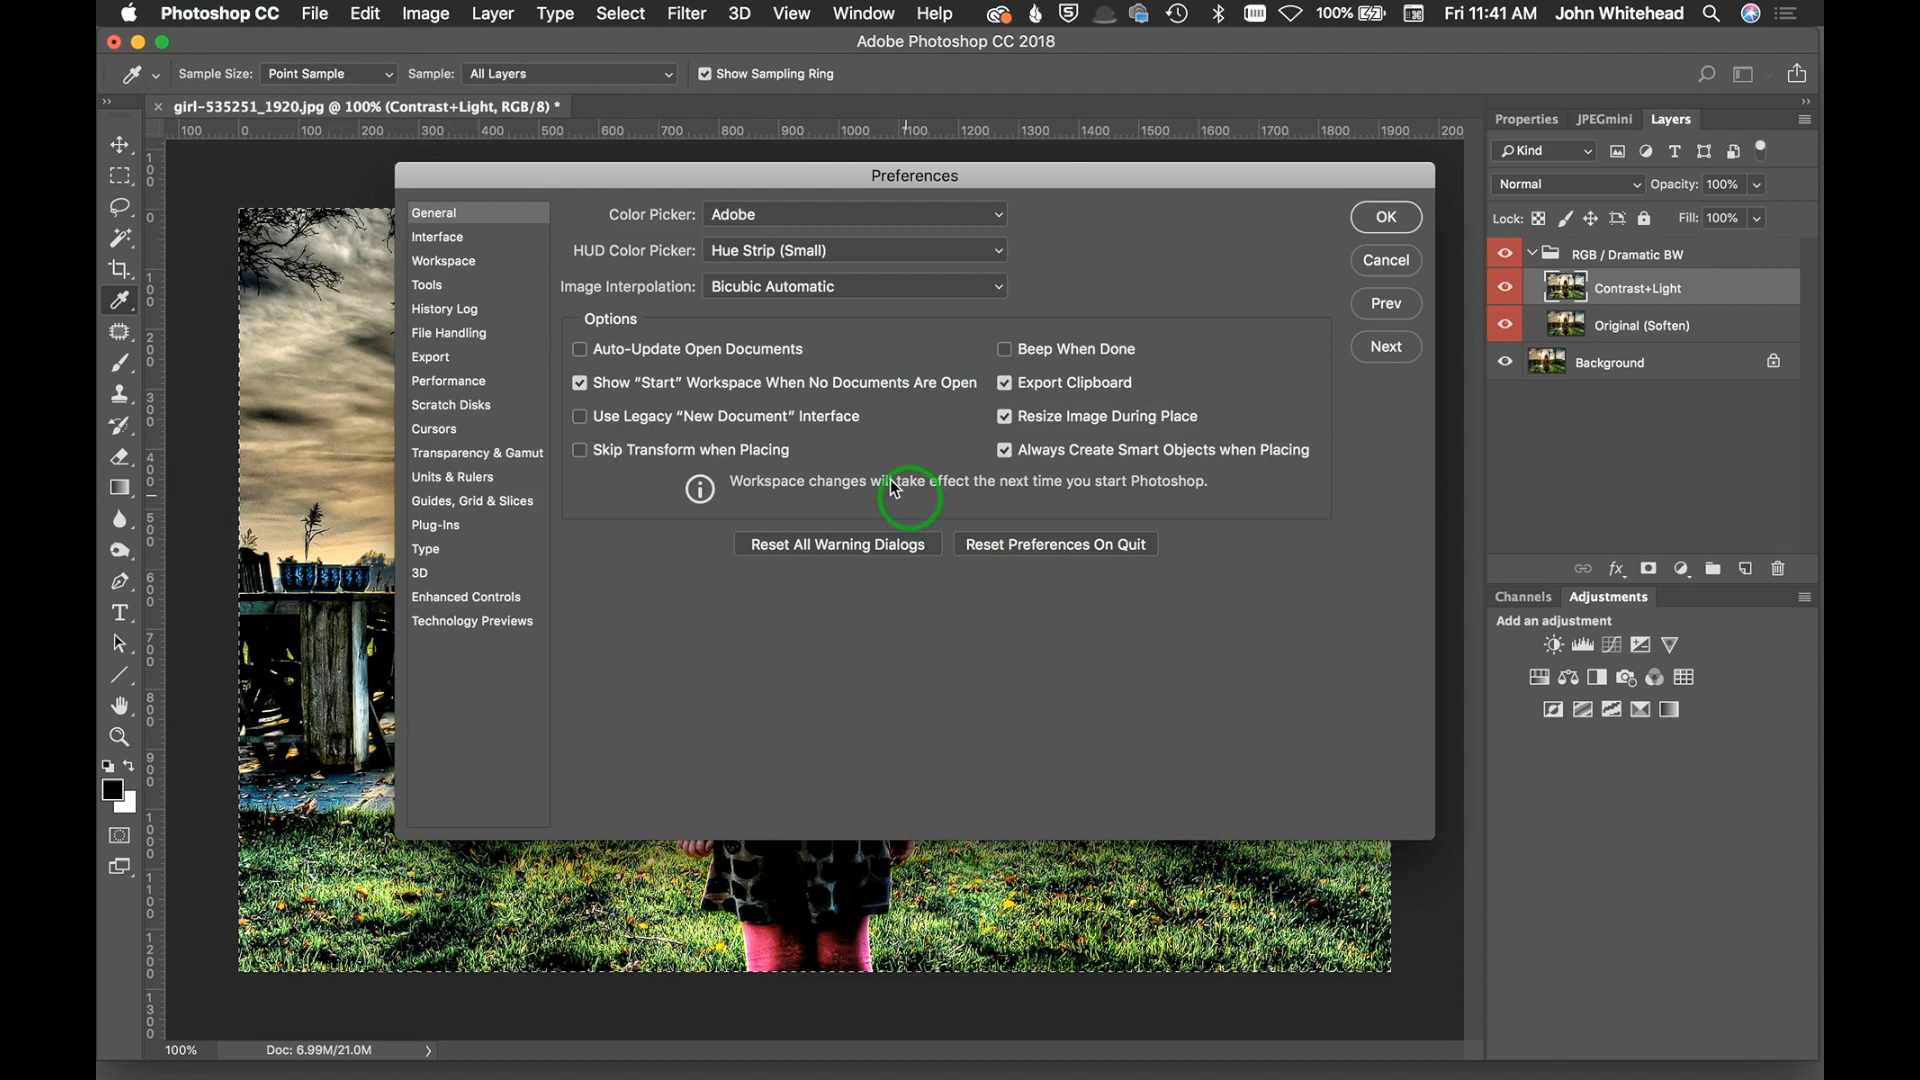 Photoshop CC File Edit Image Layer Type Select Filter 3D View Window Help 100% Fri 11:41 AM John Whitehead
Adobe Photoshop CC 2018
Sample Size: Point Sample Sample: All Layers Show Sampling Ring
girl-535251_1920.jpg @ 100% (Contrast+Light, RGB/8) *
100 0 100 200 300 400 500 600 700 800 900 1000 1100 1200 1300 1400 1500 1600 1700 1800 1900 200
Preferences
General
Interface
Workspace
Tools
History Log
File Handling
Export
Performance
Scratch Disks
Cursors
Transparency & Gamut
Units & Rulers
Guides, Grid & Slices
Plug-Ins
Type
3D
Enhanced Controls
Technology Previews
Color Picker: Adobe
HUD Color Picker: Hue Strip (Small)
Image Interpolation: Bicubic Automatic
Options
Auto-Update Open Documents
Beep When Done
Show “Start” Workspace When No Documents Are Open
Export Clipboard
Use Legacy “New Document” Interface
Resize Image During Place
Skip Transform when Placing
Always Create Smart Objects when Placing
Workspace changes will take effect the next time you start Photoshop.
Reset All Warning Dialogs
Reset Preferences On Quit
OK
Cancel
Prev
Next
Properties JPEGmini Layers
Kind
Normal Opacity: 100%
Lock: Fill: 100%
RGB / Dramatic BW
Contrast+Light
Original (Soften)
Background
fx
Channels Adjustments
Add an adjustment
100% Doc: 6.99M/21.0M